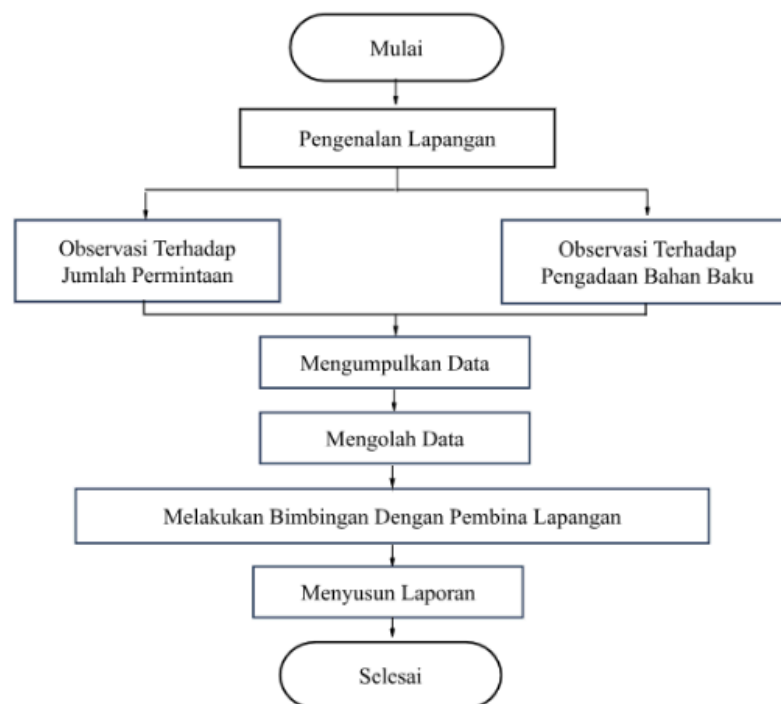 Mulai
Pengenalan Lapangan
Observasi Terhadap
Jumlah Permintaan
Observasi Terhadap
Pengadaan Bahan Baku
Mengumpulkan Data
Mengolah Data
Melakukan Bimbingan Dengan Pembina Lapangan
Menyusun Laporan
Selesai